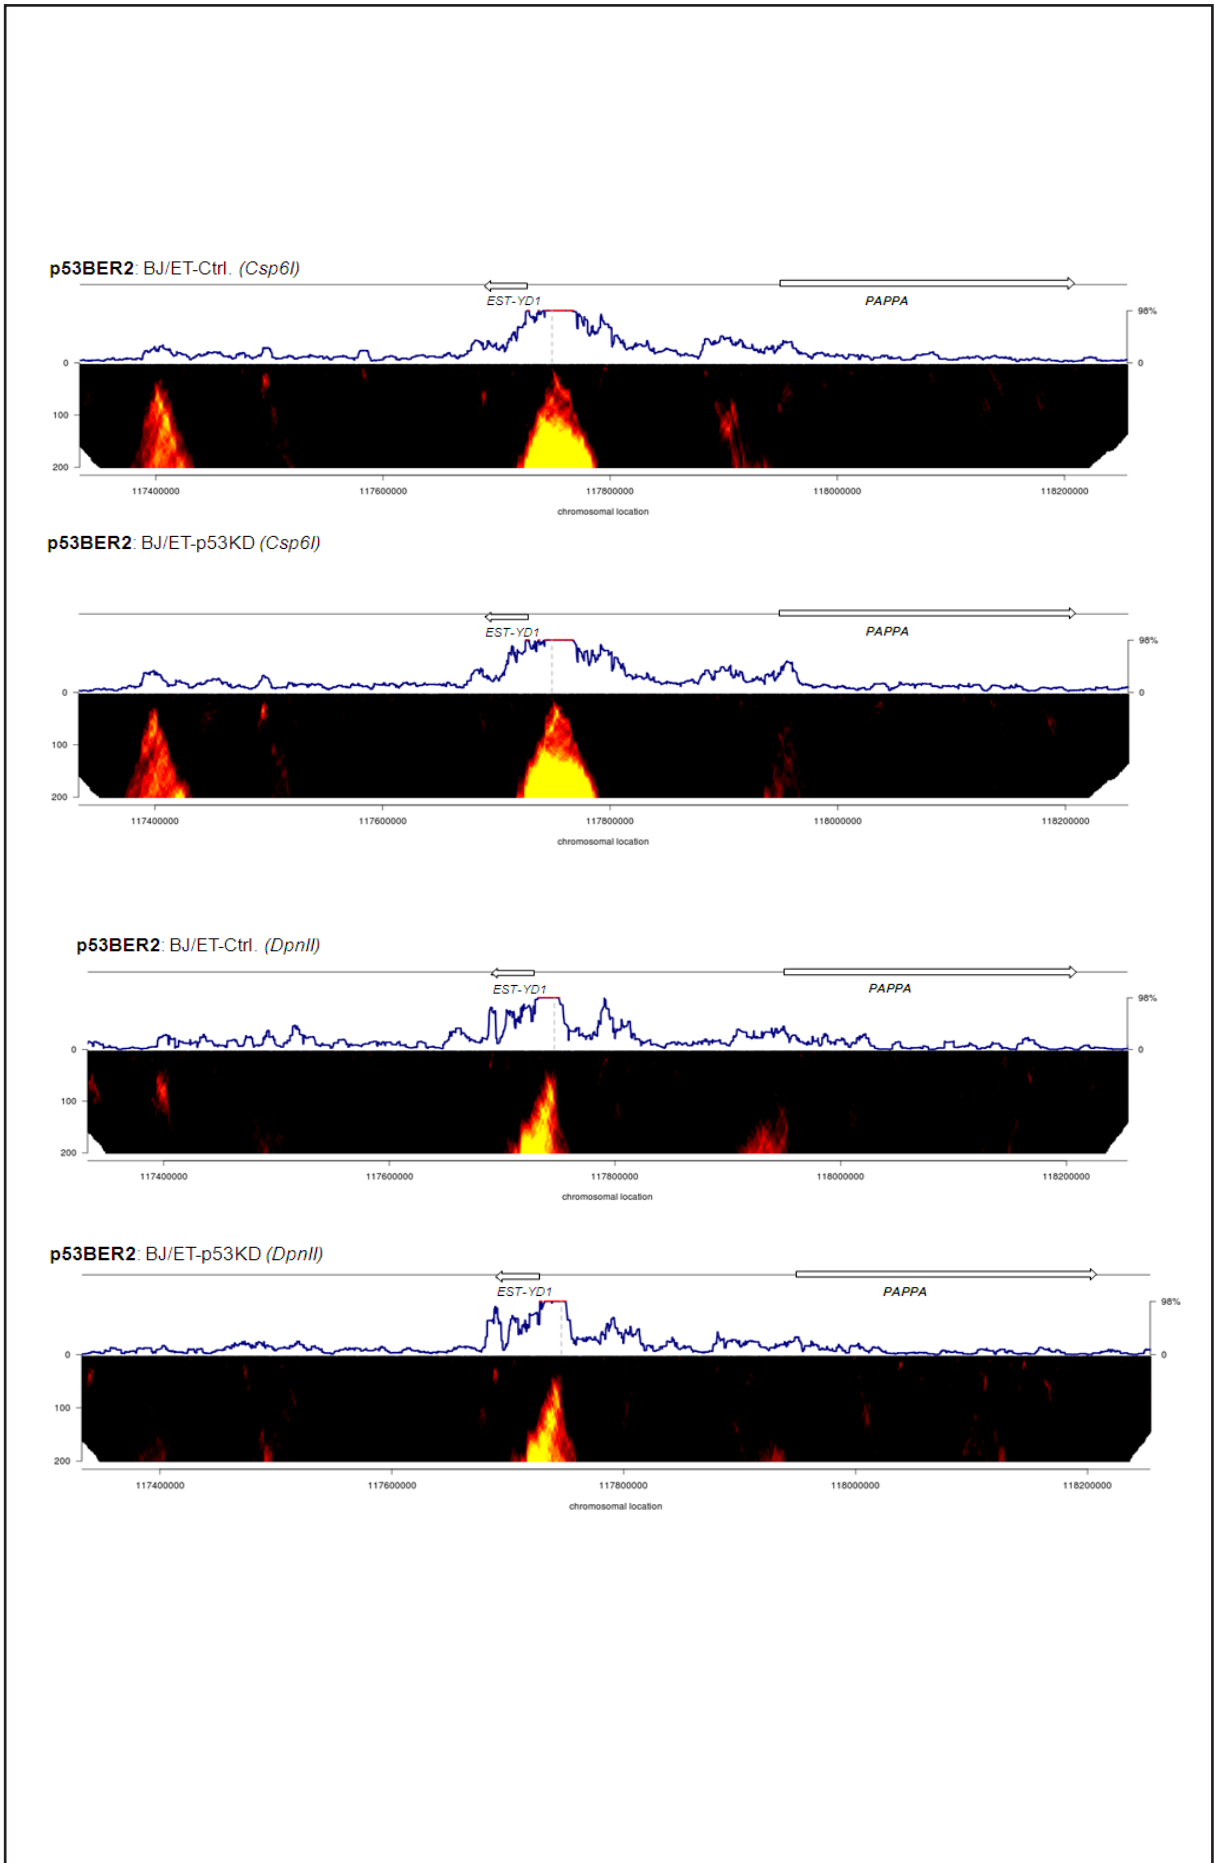 p53BER2: BJ/ET-Ctrl. (Csp6I)
EST-YD1 PAPPA
98%
0 0
100
200
117400000 117600000 117800000 118000000 118200000
chromosomal location
p53BER2: BJ/ET-p53KD (Csp6I)
EST-YD1 PAPPA
98%
0 0
100
200
117400000 117600000 117800000 118000000 118200000
chromosomal location
p53BER2: BJ/ET-Ctrl. (DpnII)
EST-YD1 PAPPA
98%
0 0
100
200
117400000 117600000 117800000 118000000 118200000
chromosomal location
p53BER2: BJ/ET-p53KD (DpnII)
EST-YD1 PAPPA
98%
0 0
100
200
117400000 117600000 117800000 118000000 118200000
chromosomal location